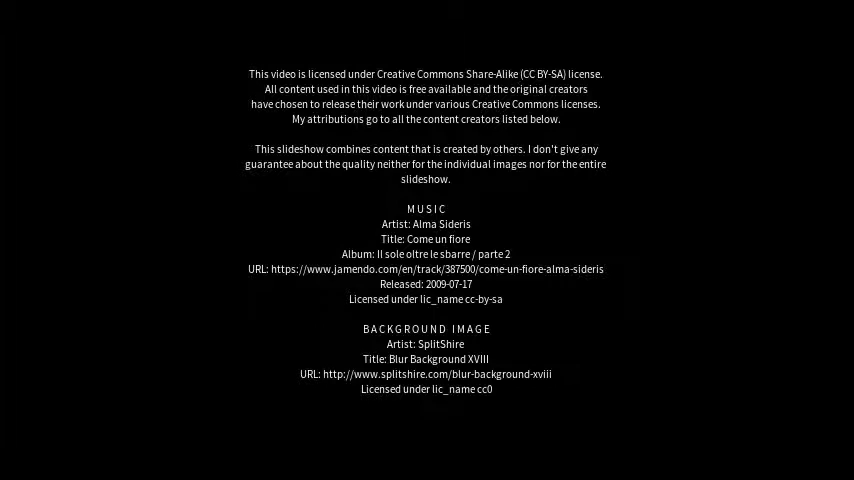 This video is licensed under Creative Commons Share-Alike (CC BY-SA) license.
All content used in this video is free available and the original creators
have chosen to release their work under various Creative Commons licenses.
My attributions go to all the content creators listed below.
This slideshow combines content that is created by others. I don't give any
guarantee about the quality neither for the individual images nor for the entire
slideshow.
MUSIC
Artist: Alma Sideris
Title: Come un fiore
Album: Il sole oltre le sbarre / parte 2
URL: https://www.jamendo.com/en/track/387500/come-un-fiore-alma-sideris
Released: 2009-07-17
Licensed under lic_name cc-by-sa
BACKGROUND IMAGE
Artist: SplitShire
Title: Blur Background XVIII
URL: http://www.splitshire.com/blur-background-xviii
Licensed under lic_name cc0